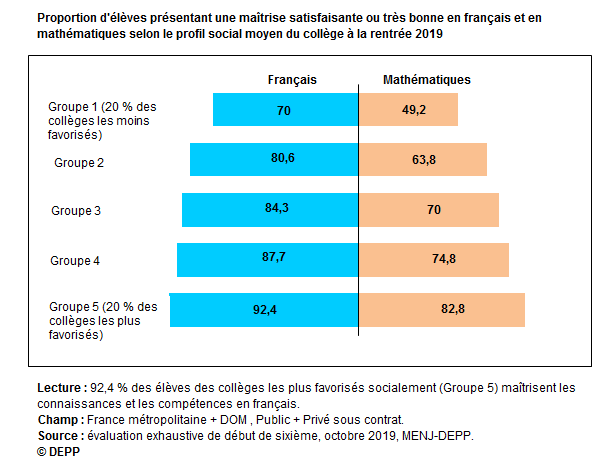 Proportion d'élèves présentant une maîtrise satisfaisante ou très bonne en français et en
mathématiques selon le profil social moyen du collège à la rentrée 2019
Français Mathématiques
Groupe 1 (20 % des
collèges les moins
favorisés)
70 49,2
Groupe 2 80,6 63,8
Groupe 3 84,3 70
Groupe 4 87,7 74,8
Groupe 5 (20 % des
collèges les plus
favorisés)
92,4 82,8
Lecture : 92,4 % des élèves des collèges les plus favorisés socialement (Groupe 5) maîtrisent les
connaissances et les compétences en français.
Champ : France métropolitaine + DOM , Public + Privé sous contrat.
Source : évaluation exhaustive de début de sixième, octobre 2019, MENJ-DEPP.
© DEPP